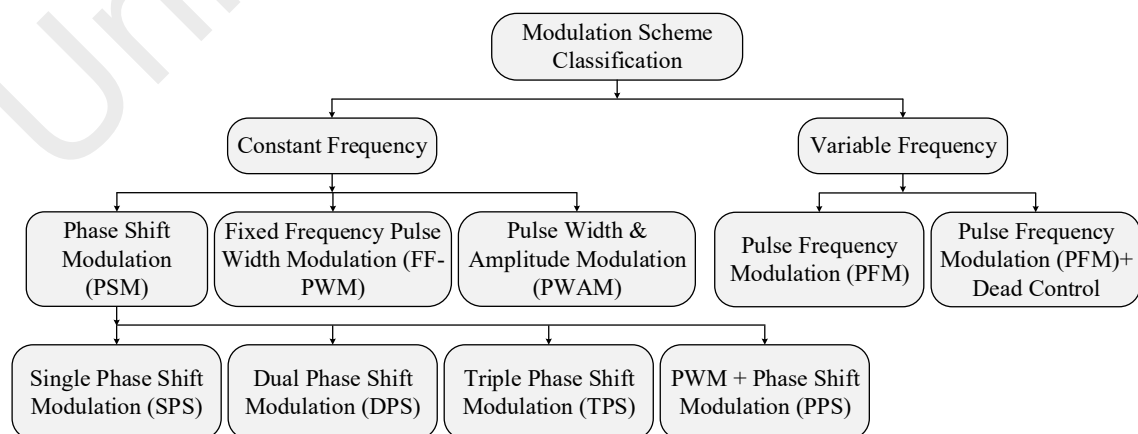 Modulation Scheme
Classification
Constant Frequency
Variable Frequency
Phase Shift
Modulation
(PSM)
Fixed Frequency Pulse
Width Modulation (FF-
PWM)
Pulse Width &
Amplitude Modulation
(PWAM)
Pulse Frequency
Modulation (PFM)
Pulse Frequency
Modulation (PFM)+
Dead Control
Single Phase Shift
Modulation (SPS)
Dual Phase Shift
Modulation (DPS)
Triple Phase Shift
Modulation (TPS)
PWM + Phase Shift
Modulation (PPS)